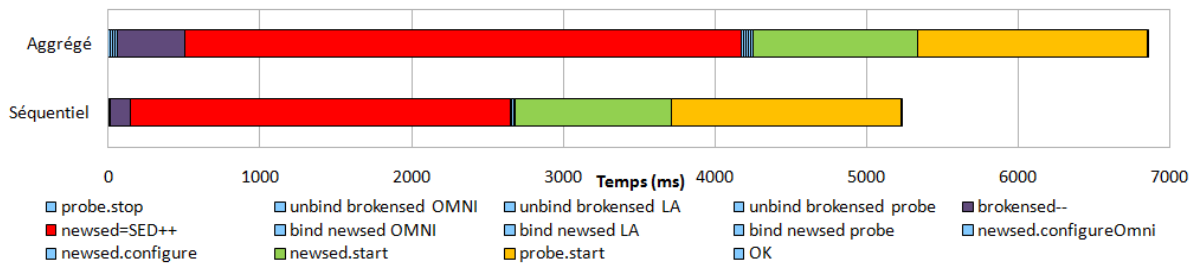 Aggrégé
Séquentiel
0 1000 2000 3000 4000 5000 6000 7000
Temps (ms)
probe.stop unbind brokensed OMNI unbind brokensed LA unbind brokensed probe brokensed--
newsed=SED++ bind newsed OMNI bind newsed LA bind newsed probe newsed.configureOmni
newsed.configure newsed.start probe.start OK